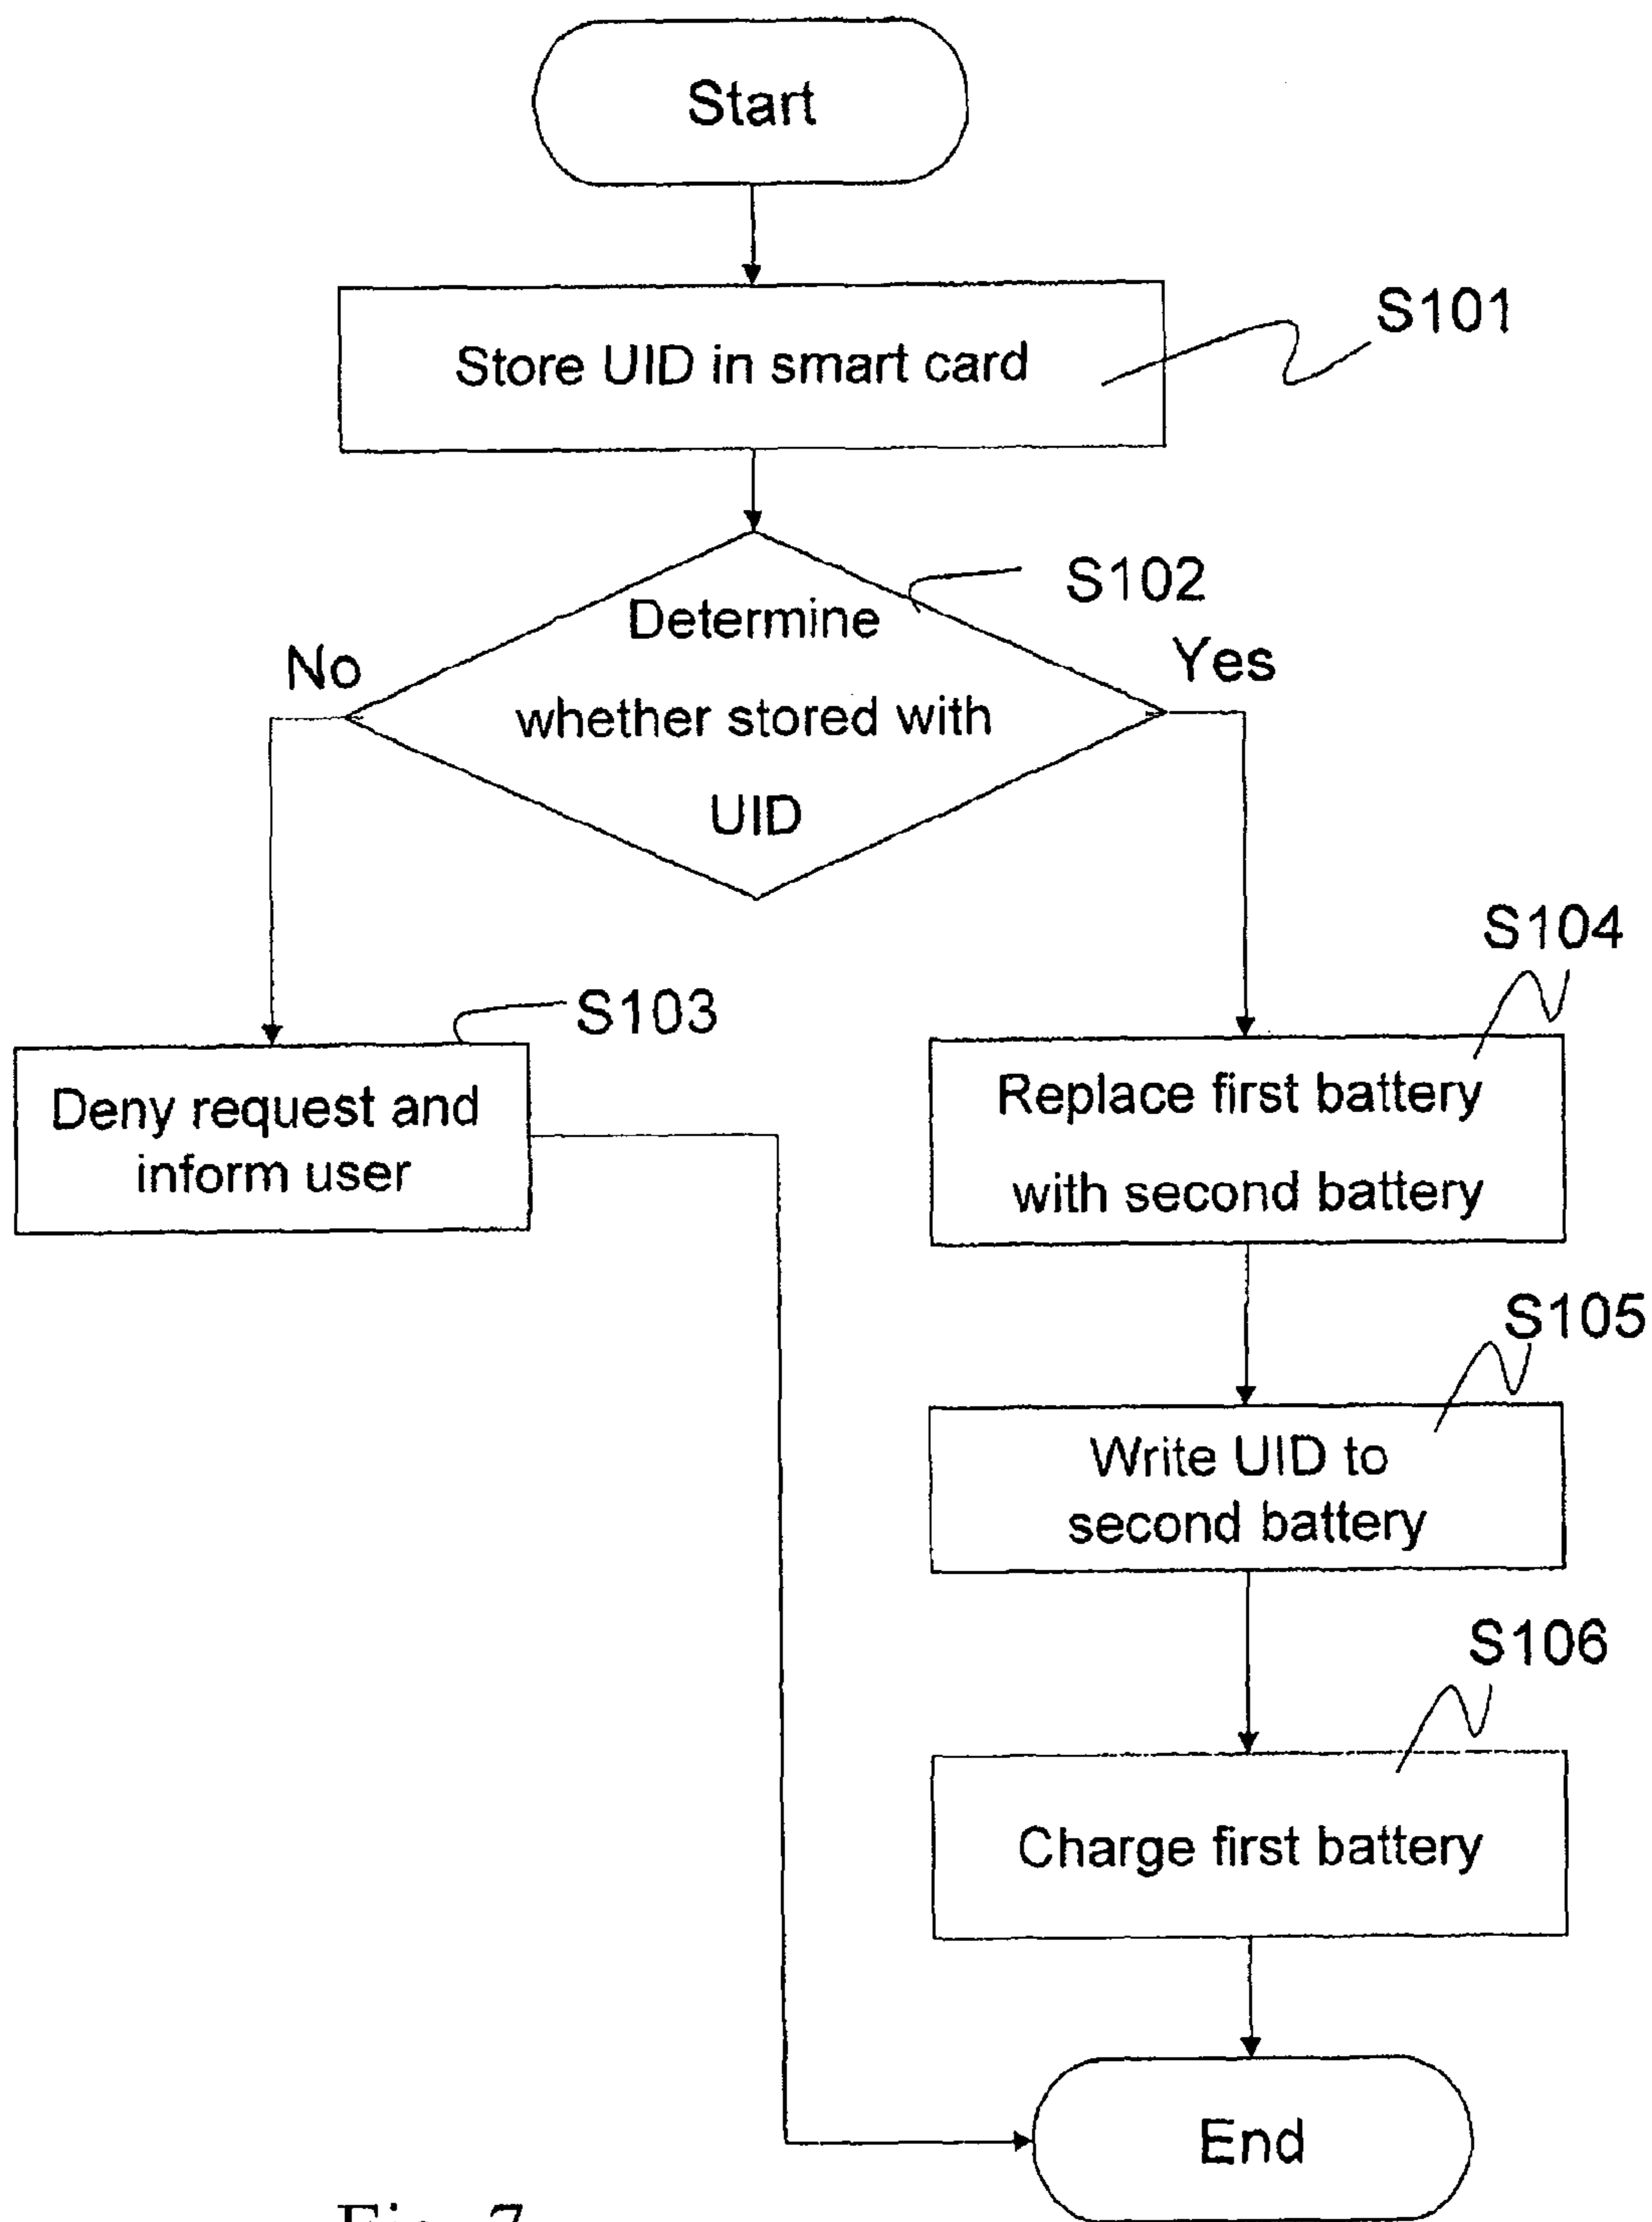 Start
Store UID in smart card
S101
Determine
whether stored with
UID
S102
No
Yes
S103
Deny request and
inform user
S104
Replace first battery
with second battery
S105
Write UID to
second battery
S106
Charge first battery
End
Fig. 7